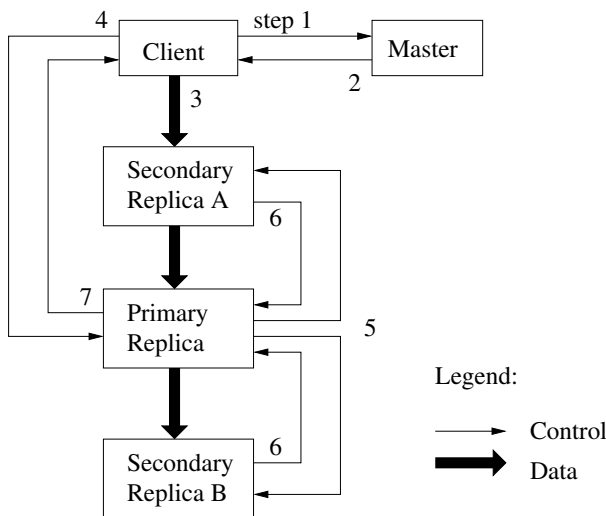 4
step 1
Client
Master
2
3
Secondary
Replica A
6
7
Primary
Replica
5
Legend:
Control
6
Secondary
Replica B
Data